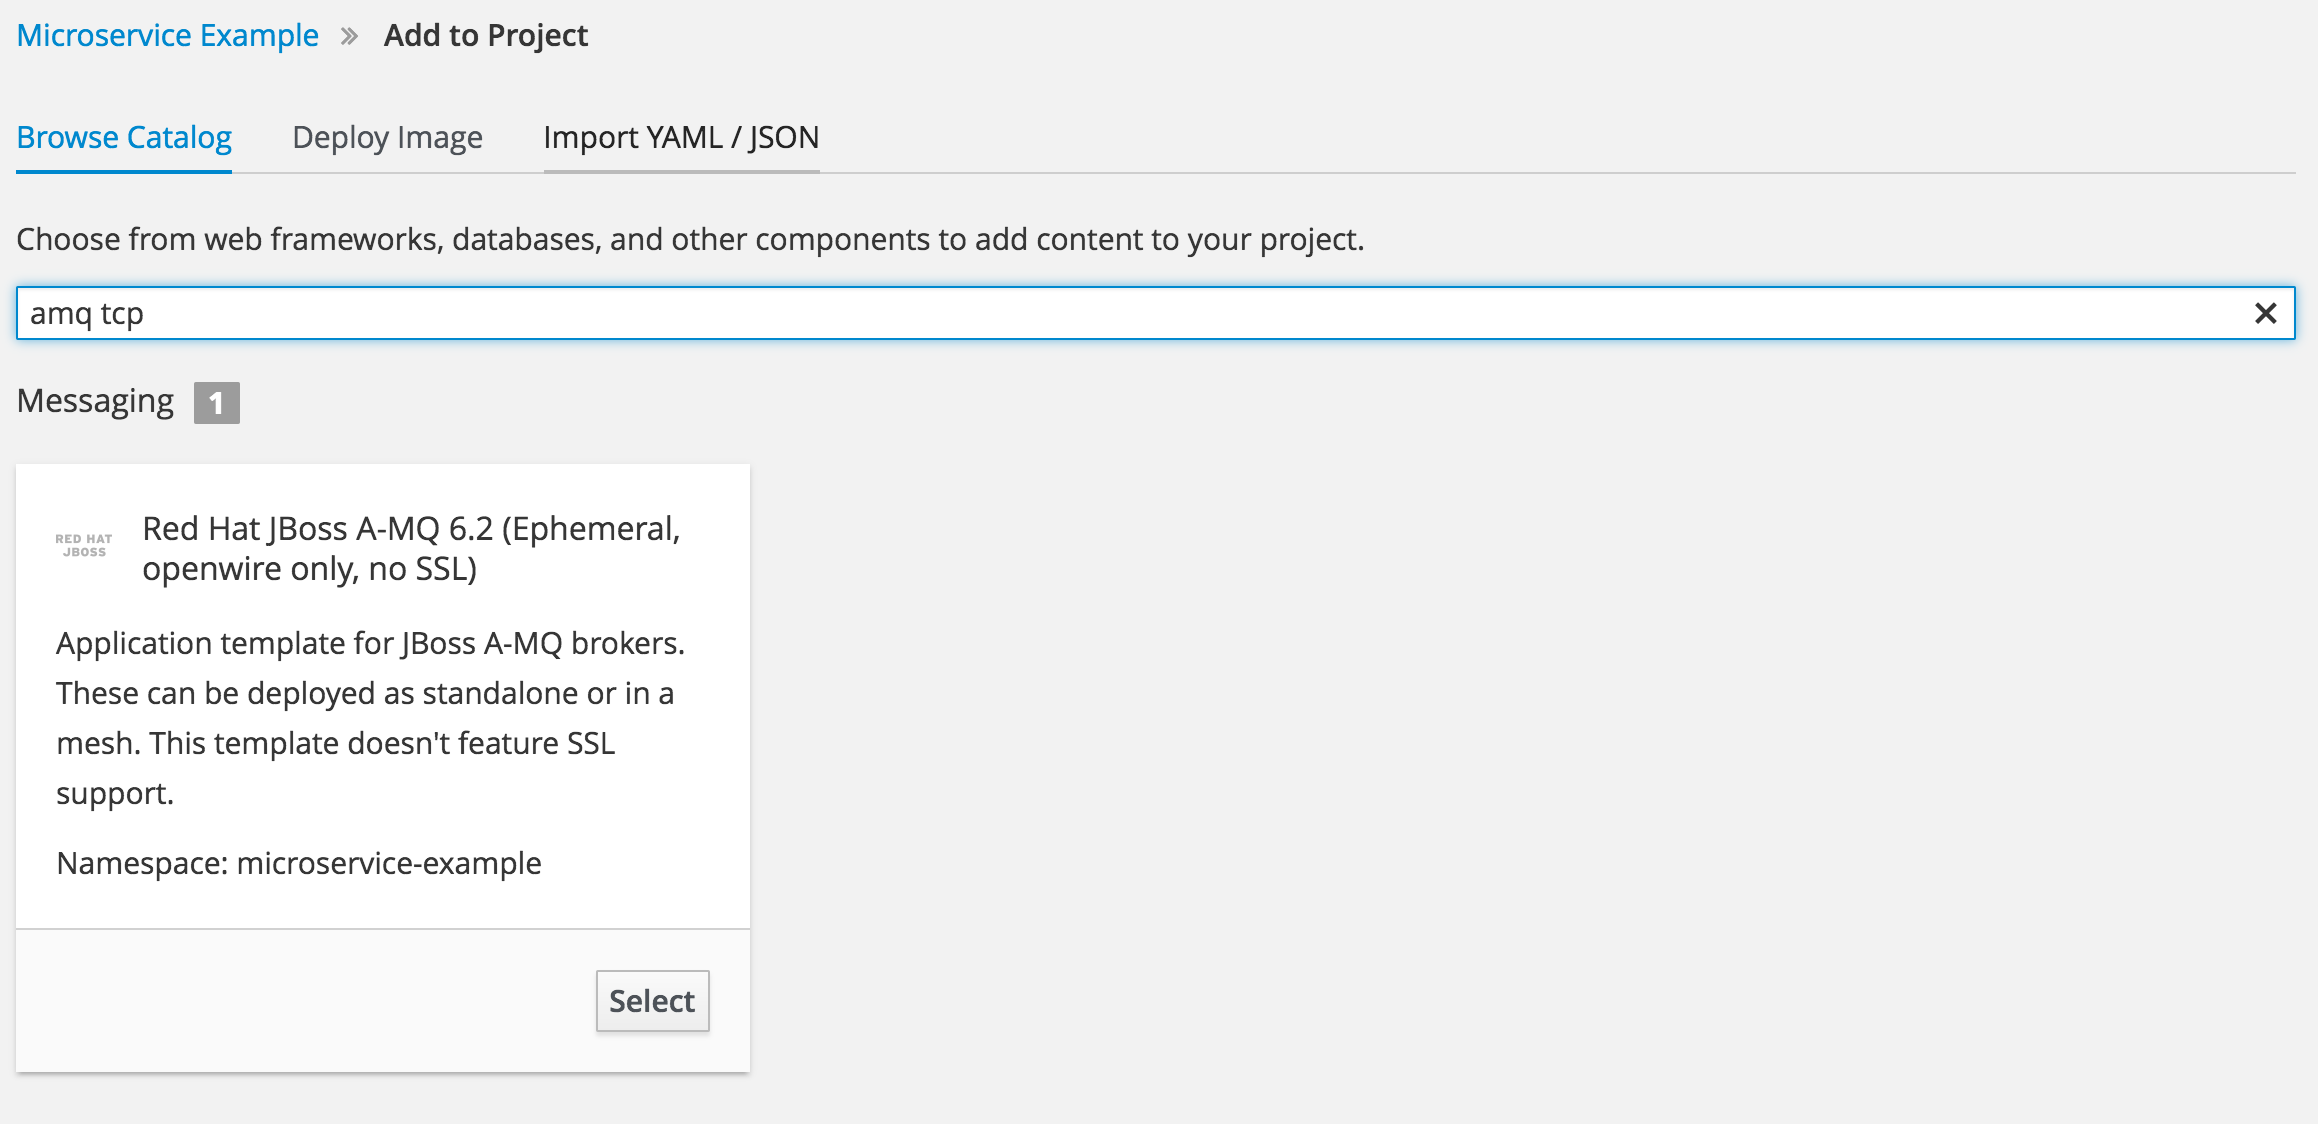 Microservice Example » Add to Project
Browse Catalog Deploy Image Import YAML / JSON
Choose from web frameworks, databases, and other components to add content to your project.
amq tcp
Messaging 1
RED HAT
JBOSS
Red Hat JBoss A-MQ 6.2 (Ephemeral,
openwire only, no SSL)
Application template for JBoss A-MQ brokers.
These can be deployed as standalone or in a
mesh. This template doesn't feature SSL
support.
Namespace: microservice-example
Select